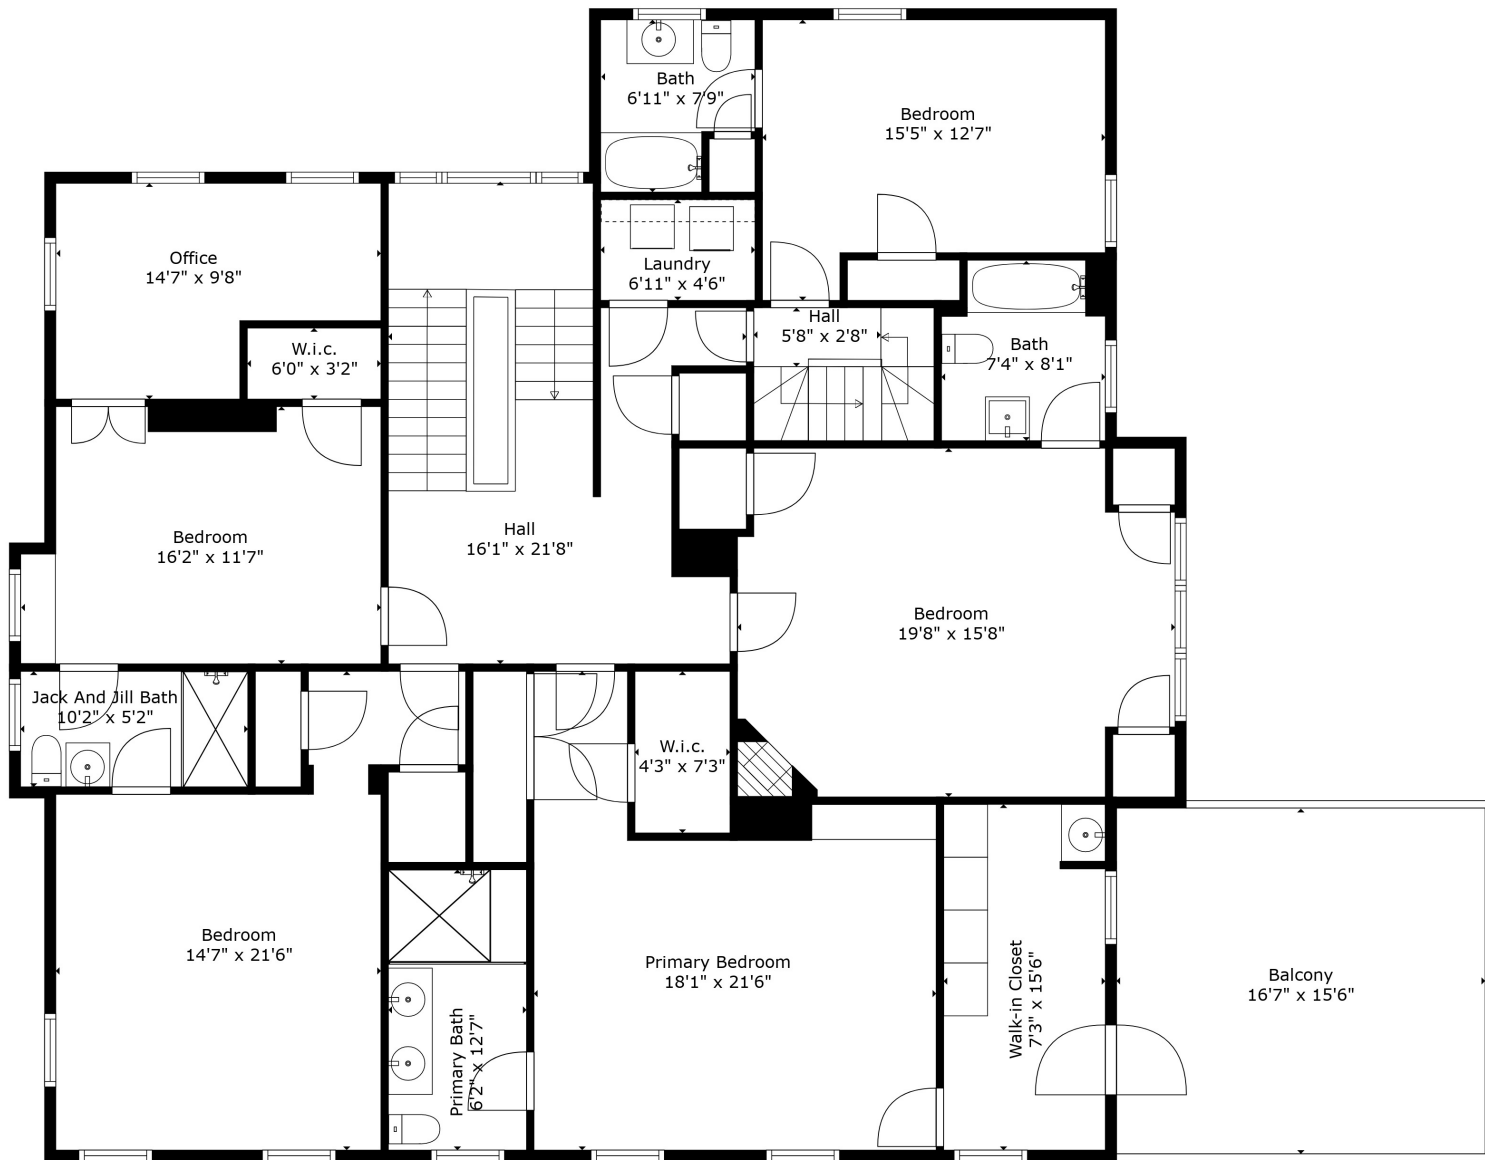 Bath
6'11" x 7'9"
Bedroom
15'5" x 12'7"
Office
14'7" x 9'8"
Laundry
6'11" x 4'6"
Hall
5'8" x 2'8"
W.i.c.
6'0" x 3'2"
Bath
7'4" x 8'1"
Bedroom
16'2" x 11'7"
Hall
16'1" x 21'8"
Bedroom
19'8" x 15'8"
Jack And Jill Bath
10'2" x 5'2"
W.i.c.
4'3" x 7'3"
Bedroom
14'7" x 21'6"
Primary Bedroom
18'1" x 21'6"
Walk-in Closet
7'3" x 15'6"
Balcony
16'7" x 15'6"
Primary Bath
6'2" x 12'7"